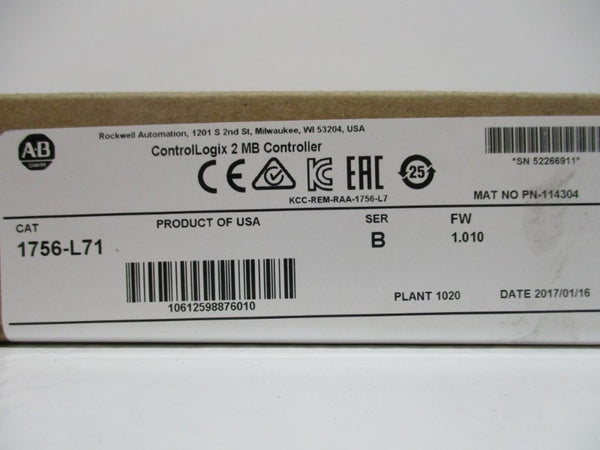 AB
Rockwell Automation, 1201 S 2nd St, Milwaukee, WI 53204, USA
ControlLogix 2 MB Controller
CE
EAC
25
*SN 52266911*
KCC-REM-RAA-1756-L7
MAT NO PN-114304
CAT
1756-L71
PRODUCT OF USA
10612598876010
SER
B
FW
1.010
PLANT 1020
DATE 2017/01/16